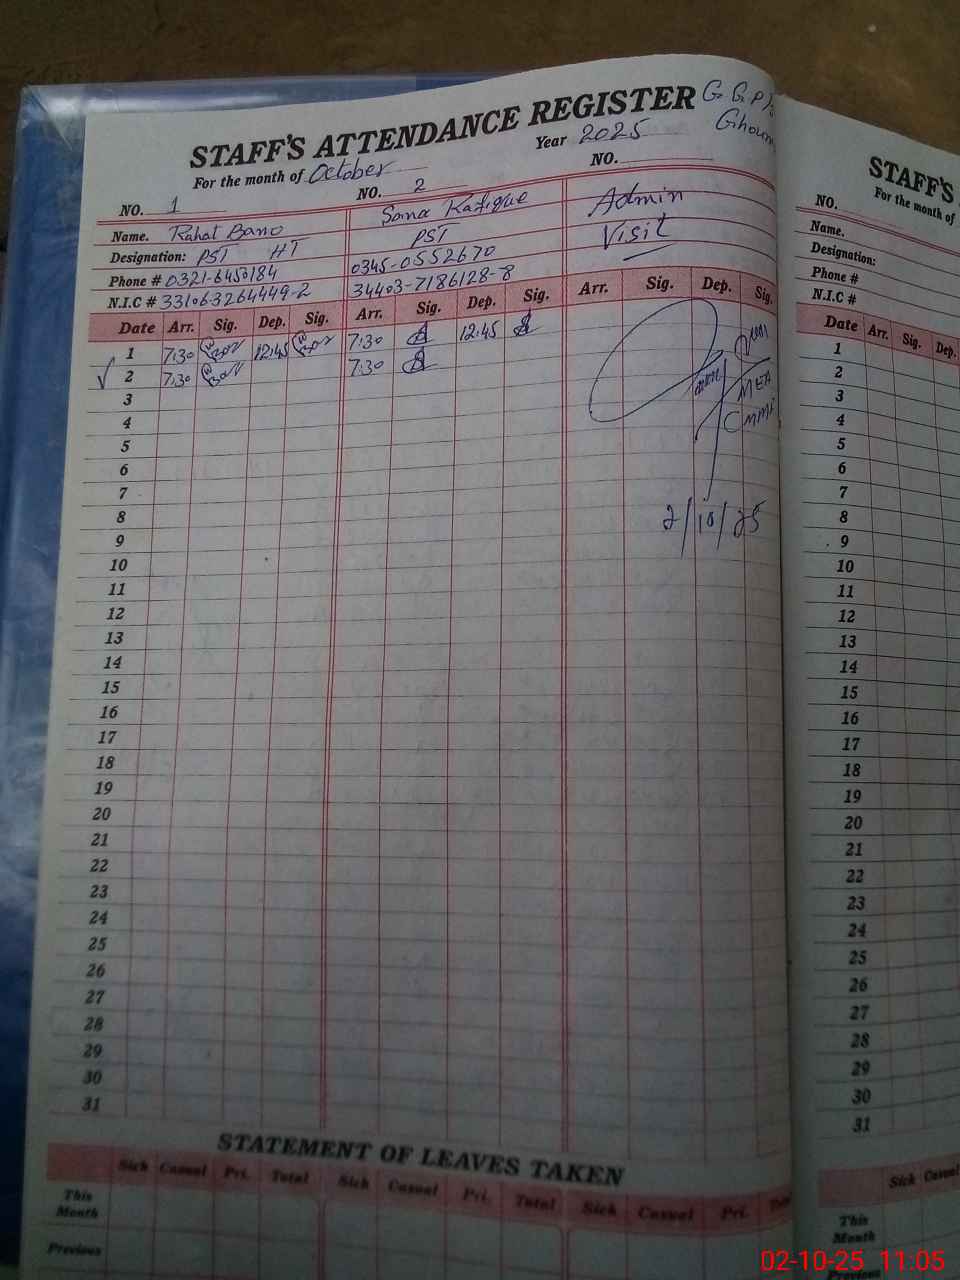 STAFF'S ATTENDANCE REGISTER G.G.P.S
For the month of October Year 2025
NO. 1 NO. 2 NO.
Name. Rahat Bano Sana Rafique Admin
Designation: PST HT PST Visit
Phone # 0321-6450184 0345-0552670
N.I.C # 33106-3264449-2 34403-7186128-8
Date Arr. Sig. Dep. Sig. Arr. Sig. Dep. Sig. Arr. Sig. Dep. Sig.
1 7:30 12:45 7:30 12:45
2 7:30 7:30
3
4
5
6
7
8
9
10
11
12
13
14
15
16
17
18
19
20
21
22
23
24
25
26
27
28
29
30
31
MEA
2/10/25
STATEMENT OF LEAVES TAKEN
Sick Casual Pri. Total Sick Casual Pri. Total Sick Casual Pri.
This Month
Previous
STAFF'S
For the month of
NO.
Name.
Designation:
Phone #
N.I.C #
Date Arr. Sig. Dep.
1
2
3
4
5
6
7
8
9
10
11
12
13
14
15
16
17
18
19
20
21
22
23
24
25
26
27
28
29
30
31
Sick Casual
This Month
Previous
02-10-25 11:05